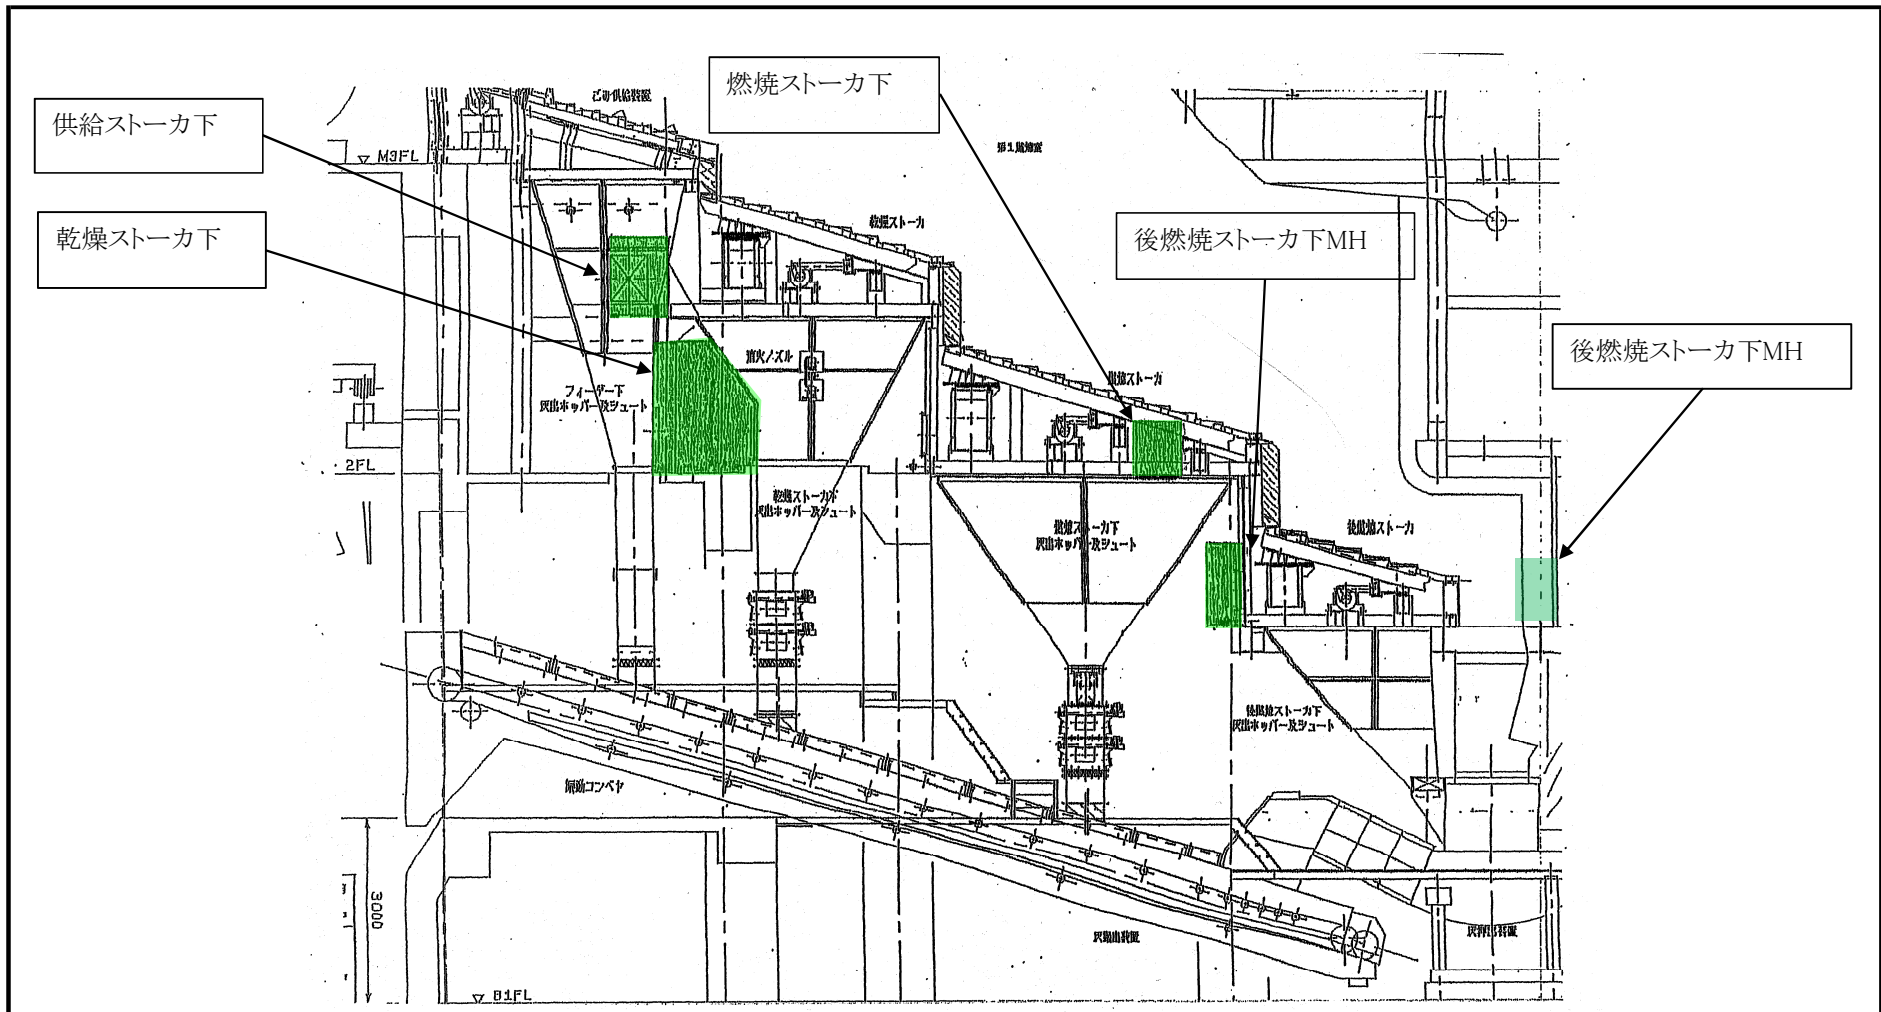 燃焼ストーカ下
供給ストーカ下
ごみ供給装置
M3FL
乾燥ストーカ下
乾燥ストーカ
後燃焼ストーカ下MH
後燃焼ストーカ下MH
消火ノズル
燃焼ストーカ
フィーダー下
灰出ホッパー及シュート
2FL
乾燥ストーカ下
灰出ホッパー及シュート
燃焼ストーカ下
灰出ホッパー及シュート
後燃焼ストーカ
後燃焼ストーカ下
灰出ホッパー及シュート
振動コンベヤ
3000
灰押出装置
B1FL